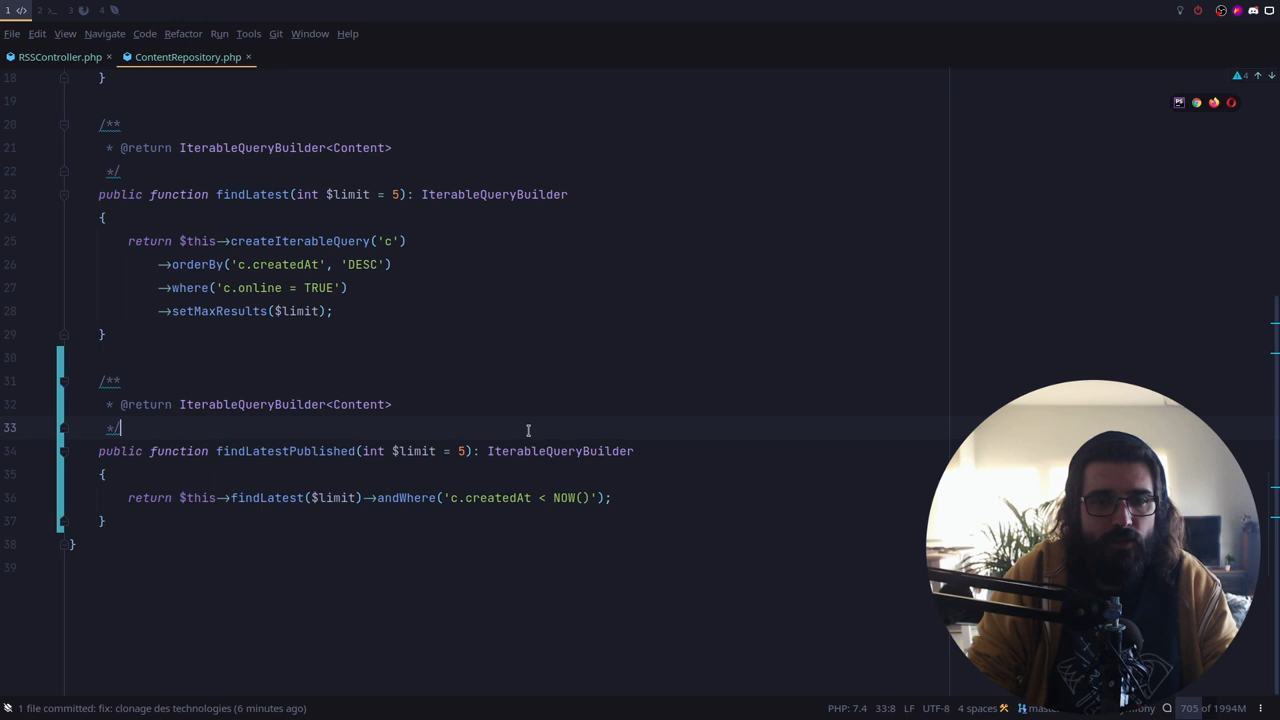 1 </> 2 3 4
File Edit View Navigate Code Refactor Run Tools Git Window Help
RSSController.php × ContentRepository.php ×
4
18 }
19
20 /**
21 * @return IterableQueryBuilder<Content>
22 */
23 public function findLatest(int $limit = 5): IterableQueryBuilder
24 {
25 return $this->createIterableQuery('c')
26 ->orderBy('c.createdAt', 'DESC')
27 ->where('c.online = TRUE')
28 ->setMaxResults($limit);
29 }
30
31 /**
32 * @return IterableQueryBuilder<Content>
33 */
34 public function findLatestPublished(int $limit = 5): IterableQueryBuilder
35 {
36 return $this->findLatest($limit)->andWhere('c.createdAt < NOW()');
37 }
38 }
39
1 file committed: fix: clonage des technologies (6 minutes ago) PHP: 7.4 33:8 LF UTF-8 4 spaces 705 of 1994M